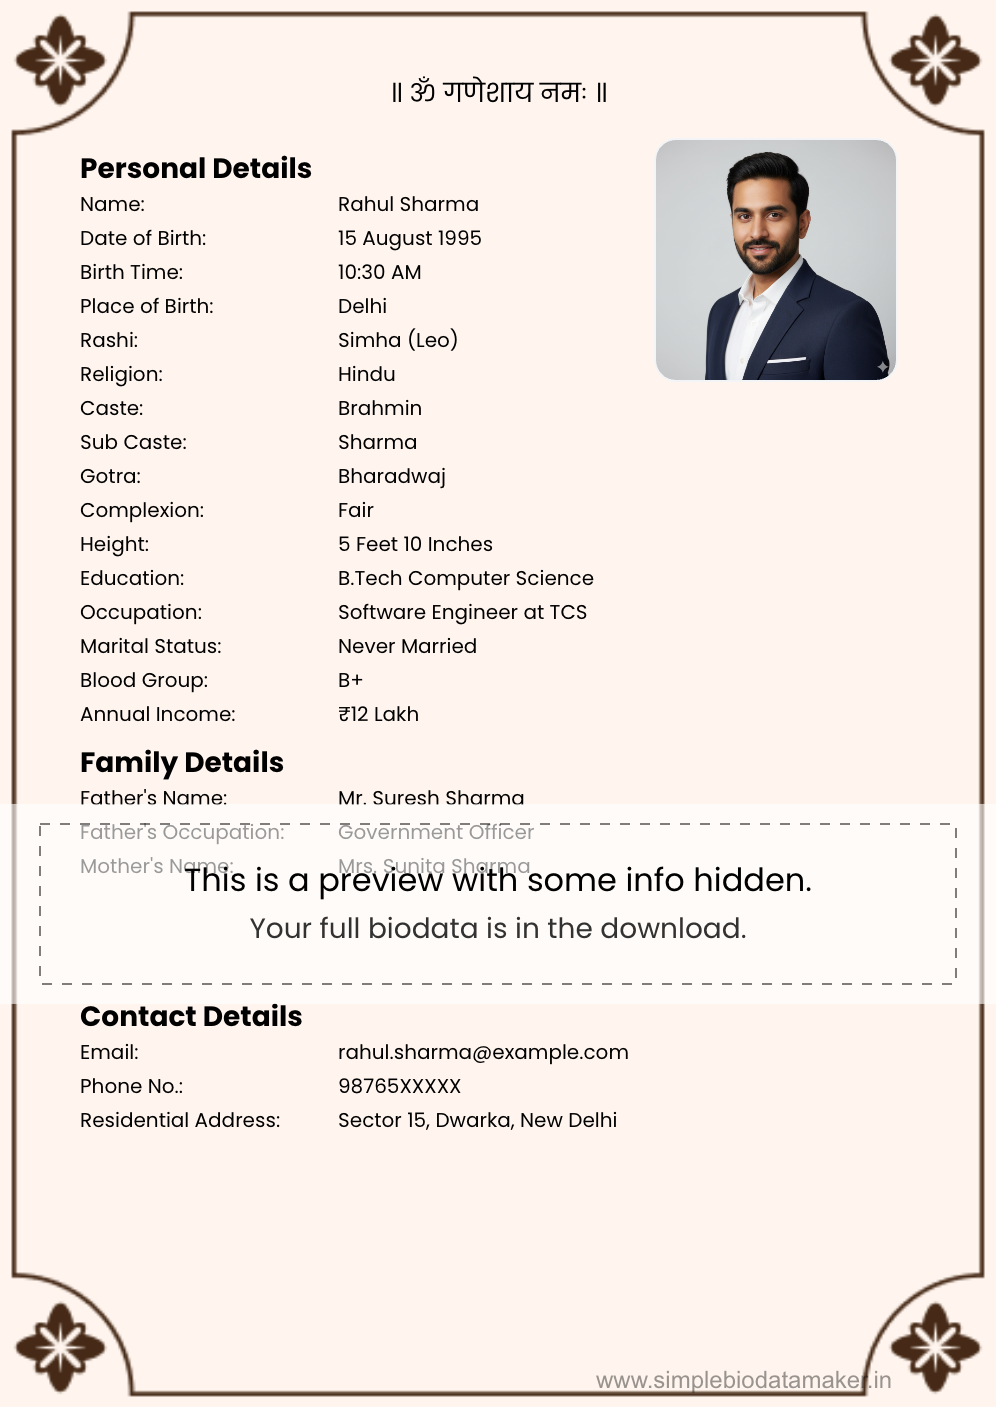 ॥ ॐ गणेशाय नमः ॥
Personal Details
Name: Rahul Sharma
Date of Birth: 15 August 1995
Birth Time: 10:30 AM
Place of Birth: Delhi
Rashi: Simha (Leo)
Religion: Hindu
Caste: Brahmin
Sub Caste: Sharma
Gotra: Bharadwaj
Complexion: Fair
Height: 5 Feet 10 Inches
Education: B.Tech Computer Science
Occupation: Software Engineer at TCS
Marital Status: Never Married
Blood Group: B+
Annual Income: ₹12 Lakh
Family Details
Father's Name: Mr. Suresh Sharma
Father's Occupation: Government Officer
Mother's Name: Mrs. Sunita Sharma
This is a preview with some info hidden.
Your full biodata is in the download.
Contact Details
Email: rahul.sharma@example.com
Phone No.: 98765XXXXX
Residential Address: Sector 15, Dwarka, New Delhi
www.simplebiodatamaker.in